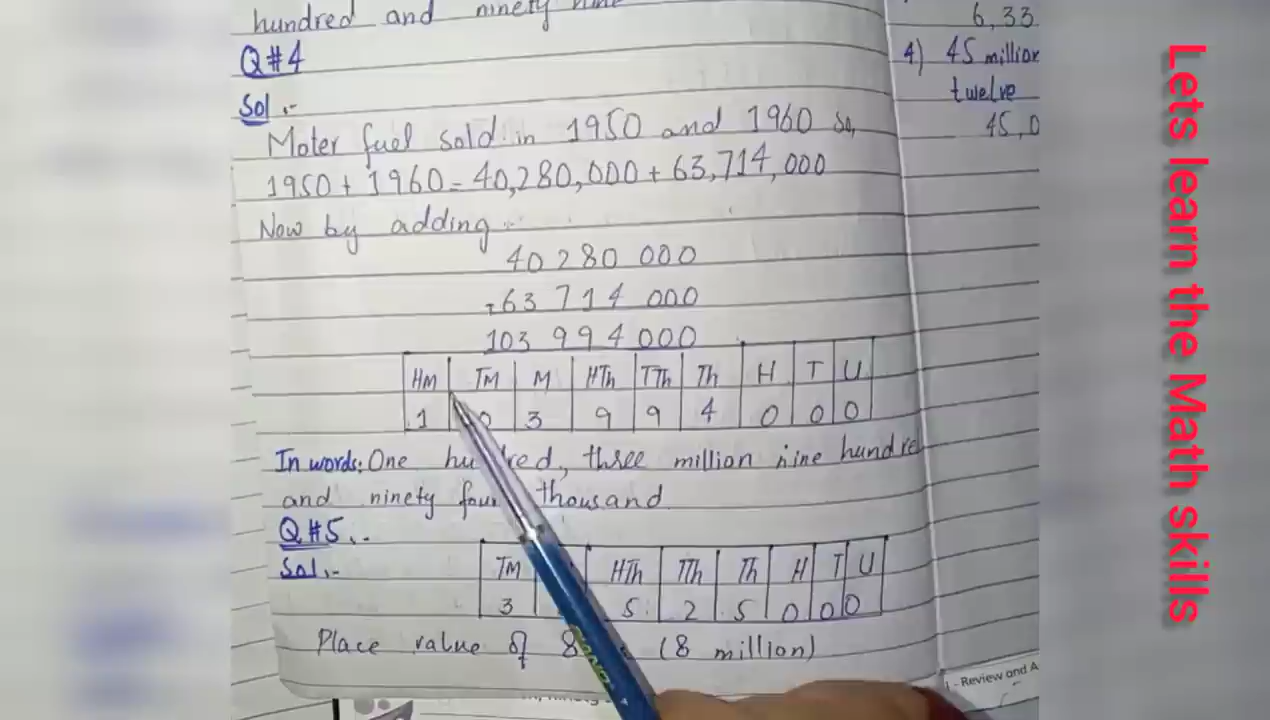 hundred and ninety nine
Q#4
Sol :-
Moter fuel sold in 1950 and 1960 so,
1950 + 1960 = 40,280,000 + 63,714,000
Now by adding :-
40 280 000
+63 714 000
103 994 000
HM TM M HTh TTh Th H T U
1 0 3 9 9 4 0 0 0
In words: One hundred, three million nine hundred
and ninety four thousand
Q#5 :-
Sol :-
TM HTh TTh Th H T U
3 5 2 5 0 0 0
Place value of 8 (8 million)
6,33
4) 45 million
twelve
45,0
- Review and A
Lets learn the Math skills